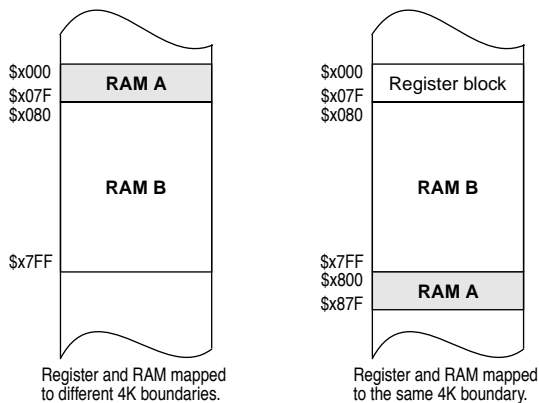 $x000
RAM A
$x07F
$x080
RAM B
$x7FF
Register and RAM mapped
to different 4K boundaries.
$x000
Register block
$x07F
$x080
RAM B
$x7FF
$x800
RAM A
$x87F
Register and RAM mapped
to the same 4K boundary.